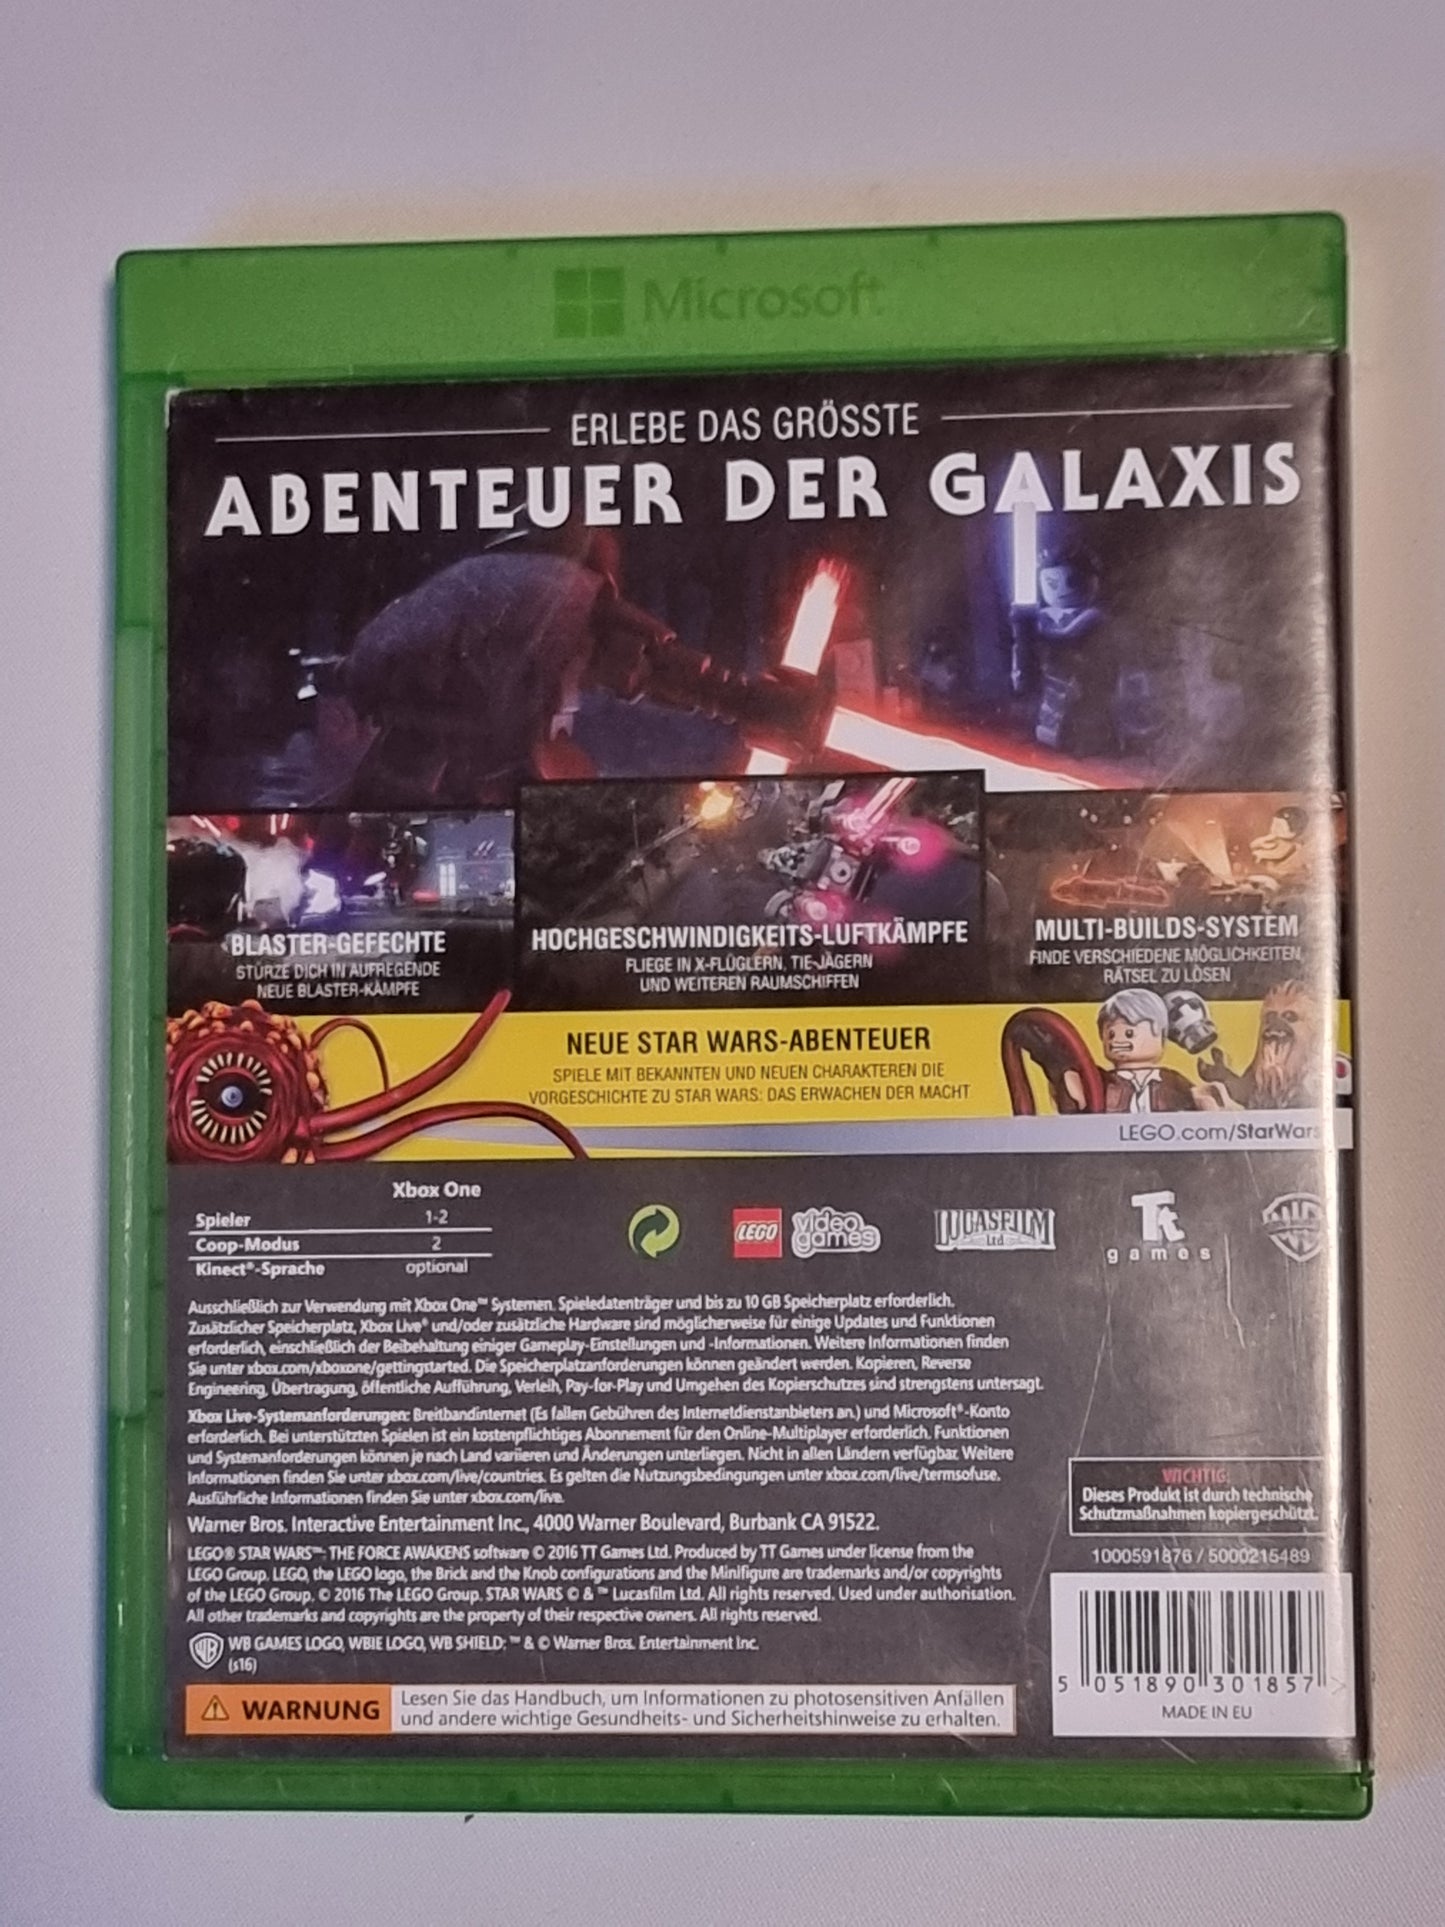 Microsoft
ERLEBE DAS GRÖSSTE
ABENTEUER DER GALAXIS
BLASTER-GEFECHTE
STÜRZE DICH IN AUFREGENDE
NEUE BLASTER-KÄMPFE
HOCHGESCHWINDIGKEITS-LUFTKÄMPFE
FLIEGE IN X-FLÜGLERN, TIE-JÄGERN
UND WEITEREN RAUMSCHIFFEN
MULTI-BUILDS-SYSTEM
FINDE VERSCHIEDENE MÖGLICHKEITEN,
RÄTSEL ZU LÖSEN
NEUE STAR WARS-ABENTEUER
SPIELE MIT BEKANNTEN UND NEUEN CHARAKTEREN DIE
VORGESCHICHTE ZU STAR WARS: DAS ERWACHEN DER MACHT
LEGO.com/StarWars
Xbox One
Spieler 1-2
Coop-Modus 2
Kinect®-Sprache optional
LEGO video games
LUCASFILM Ltd
Tt games
WB
Ausschließlich zur Verwendung mit Xbox One™ Systemen. Spieledatenträger und bis zu 10 GB Speicherplatz erforderlich.
Zusätzlicher Speicherplatz, Xbox Live® und/oder zusätzliche Hardware sind möglicherweise für einige Updates und Funktionen
erforderlich, einschließlich der Beibehaltung einiger Gameplay-Einstellungen und -Informationen. Weitere Informationen finden
Sie unter xbox.com/xboxone/gettingstarted. Die Speicherplatzanforderungen können geändert werden. Kopieren, Reverse
Engineering, Übertragung, öffentliche Aufführung, Verleih, Pay-for-Play und Umgehen des Kopierschutzes sind strengstens untersagt.
Xbox Live-Systemanforderungen: Breitbandinternet (Es fallen Gebühren des Internetdienstanbieters an.) und Microsoft®-Konto
erforderlich. Bei unterstützten Spielen ist ein kostenpflichtiges Abonnement für den Online-Multiplayer erforderlich. Funktionen
und Systemanforderungen können je nach Land variieren und Änderungen unterliegen. Nicht in allen Ländern verfügbar. Weitere
Informationen finden Sie unter xbox.com/live/countries. Es gelten die Nutzungsbedingungen unter xbox.com/live/termsofuse.
Ausführliche Informationen finden Sie unter xbox.com/live.
Warner Bros. Interactive Entertainment Inc., 4000 Warner Boulevard, Burbank CA 91522.
LEGO® STAR WARS™: THE FORCE AWAKENS software © 2016 TT Games Ltd. Produced by TT Games under license from the
LEGO Group. LEGO, the LEGO logo, the Brick and the Knob configurations and the Minifigure are trademarks and/or copyrights
of the LEGO Group. © 2016 The LEGO Group. STAR WARS © & ™ Lucasfilm Ltd. All rights reserved. Used under authorisation.
All other trademarks and copyrights are the property of their respective owners. All rights reserved.
WB GAMES LOGO, WBIE LOGO, WB SHIELD: ™ & © Warner Bros. Entertainment Inc.
(s16)
WARNUNG
Lesen Sie das Handbuch, um Informationen zu photosensitiven Anfällen
und andere wichtige Gesundheits- und Sicherheitshinweise zu erhalten.
WICHTIG:
Dieses Produkt ist durch technische
Schutzmaßnahmen kopiergeschützt.
1000591876 / 5000215489
5 051890 301857 >
MADE IN EU